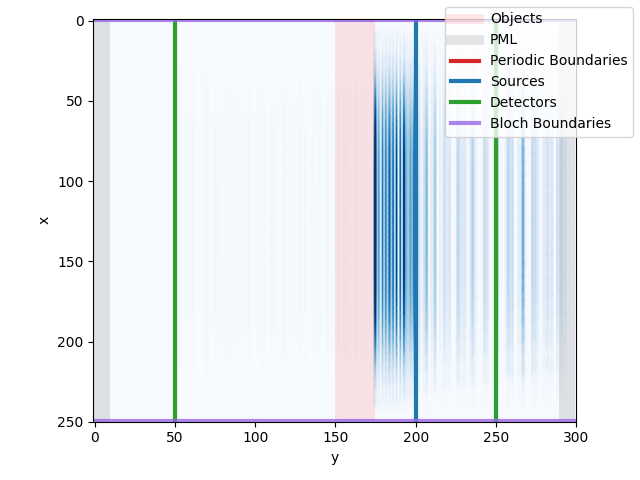 Objects
PML
Periodic Boundaries
Sources
Detectors
Bloch Boundaries
0
50
100
150
200
250
x
0 50 100 150 200 250 300
y